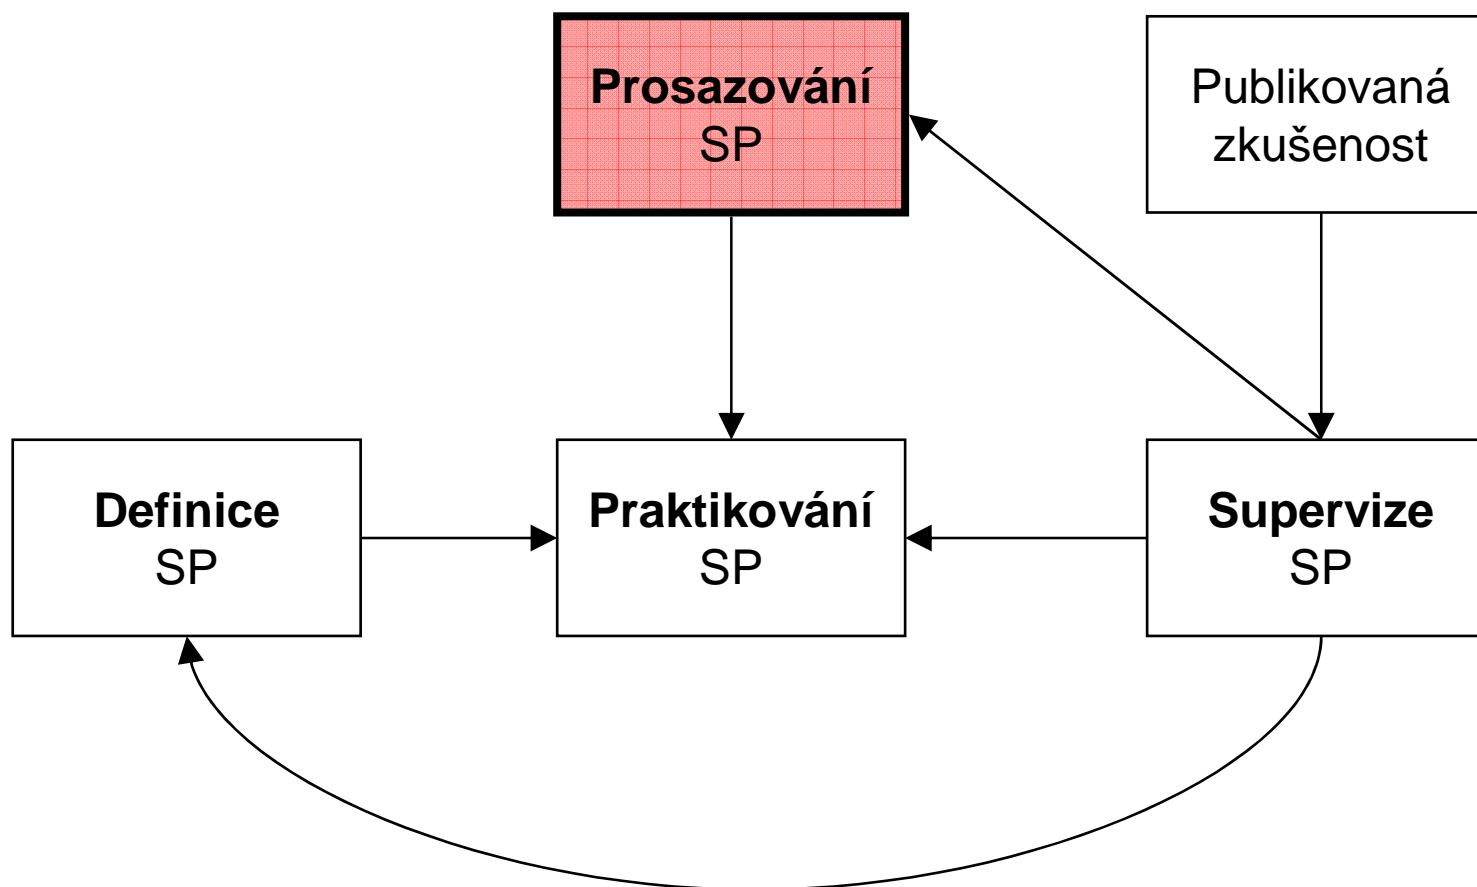 Prosazování
SP
Publikovaná
zkušenost
Definice
SP
Praktikování
SP
Supervize
SP